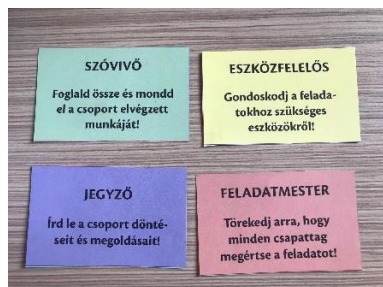 SZÓVIVŐ
Foglald össze és mondd
el a csoport elvégzett
munkáját!
ESZKÖZFELELŐS
Gondoskodj a felada-
tokhoz szükséges
eszközökről!
JEGYZŐ
Írd le a csoport dönté-
seit és megoldásait!
FELADATMESTER
Törekedj arra, hogy
minden csapattag
megértse a feladatot!